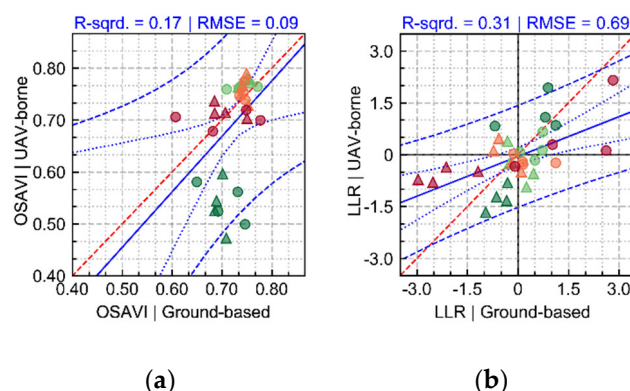 R-sqrd. = 0.17 | RMSE = 0.09
OSAVI | UAV-borne
0.80
0.70
0.60
0.50
0.40
0.40 0.50 0.60 0.70 0.80
OSAVI | Ground-based
(a)
R-sqrd. = 0.31 | RMSE = 0.69
LLR | UAV-borne
3.0
1.5
0
-1.5
-3.0
-3.0 -1.5 0 1.5 3.0
LLR | Ground-based
(b)